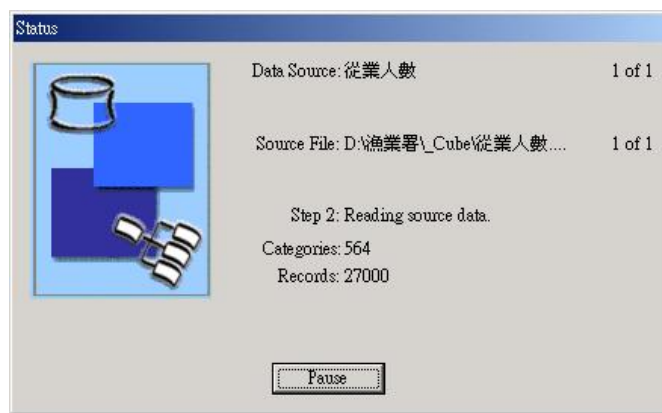 Status
Data Source: 從業人數 1 of 1
Source File: D:\漁業署\_Cube\從業人數.... 1 of 1
Step 2: Reading source data.
Categories: 564
Records: 27000
Pause